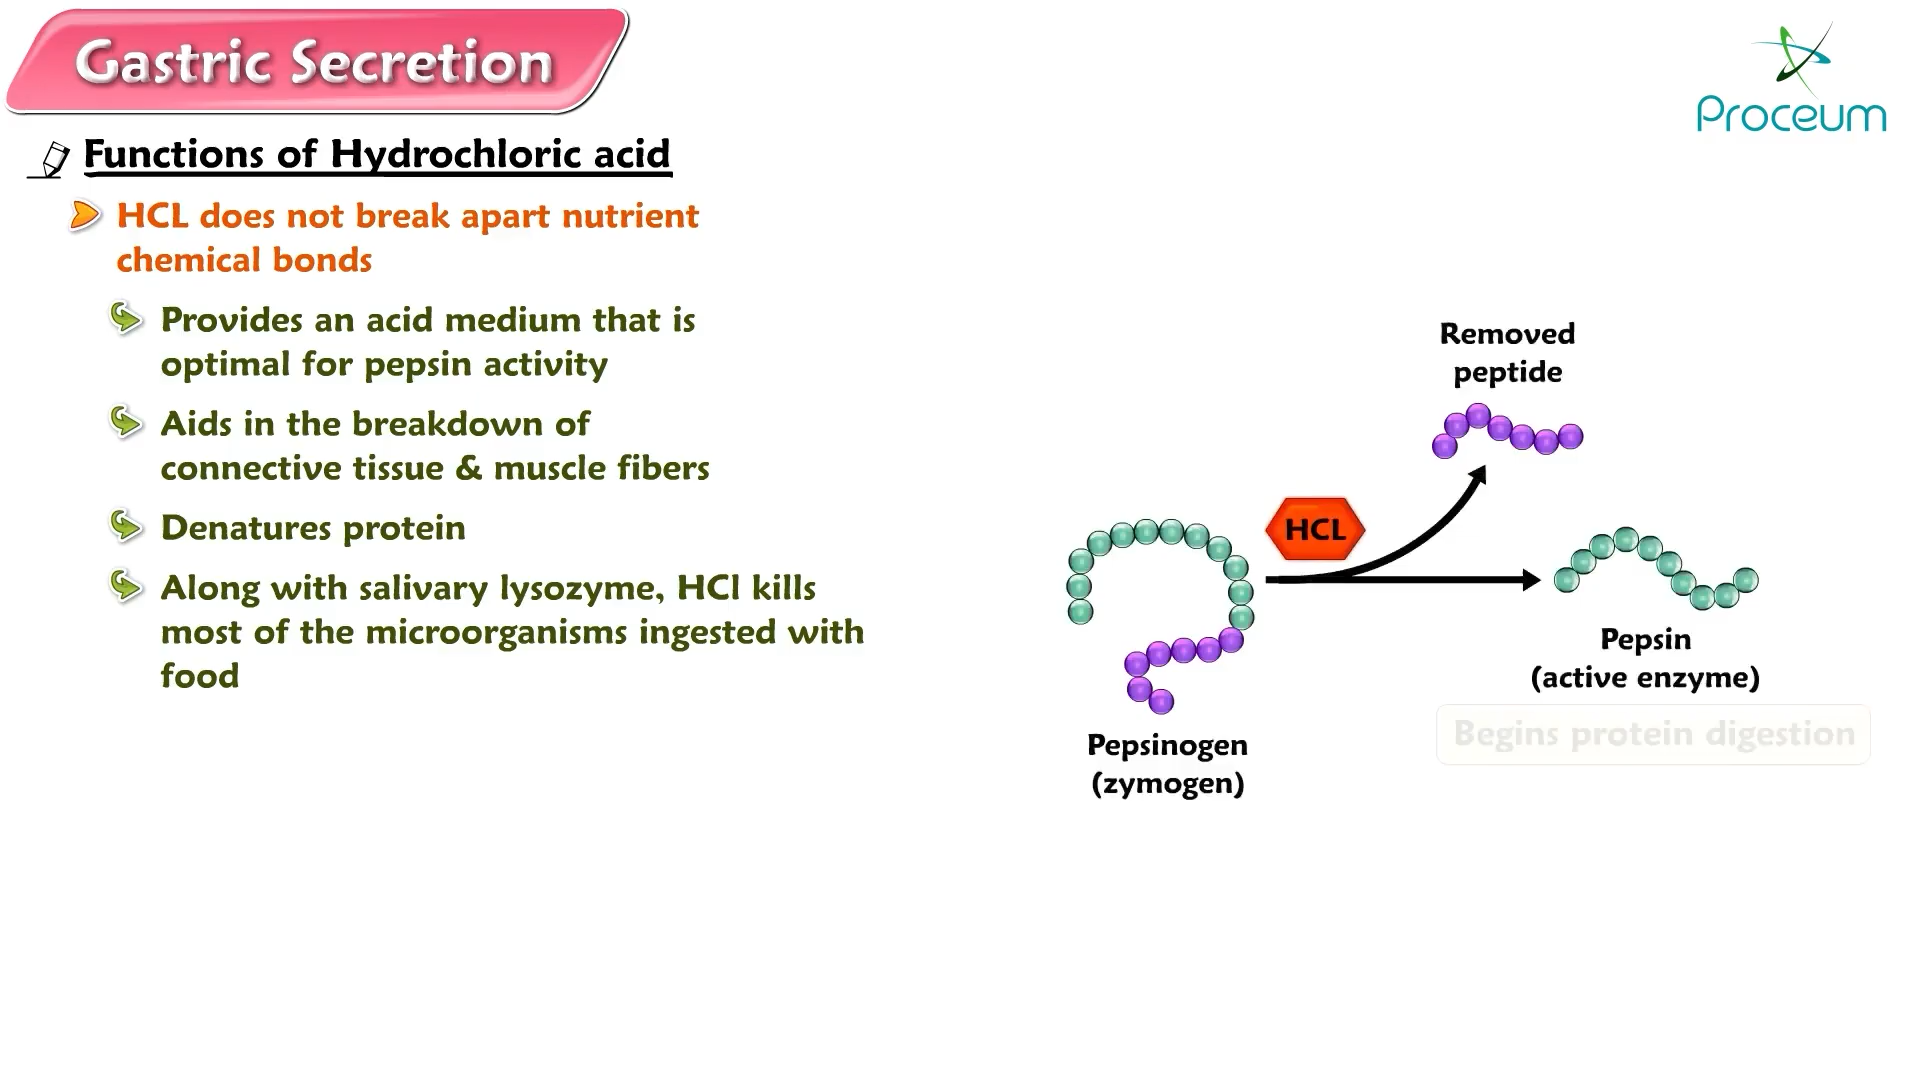 Gastric Secretion
Proceum
Functions of Hydrochloric acid
HCL does not break apart nutrient
chemical bonds
Provides an acid medium that is
optimal for pepsin activity
Aids in the breakdown of
connective tissue & muscle fibers
Denatures protein
Along with salivary lysozyme, HCl kills
most of the microorganisms ingested with
food
Removed
peptide
HCL
Pepsin
(active enzyme)
Begins protein digestion
Pepsinogen
(zymogen)